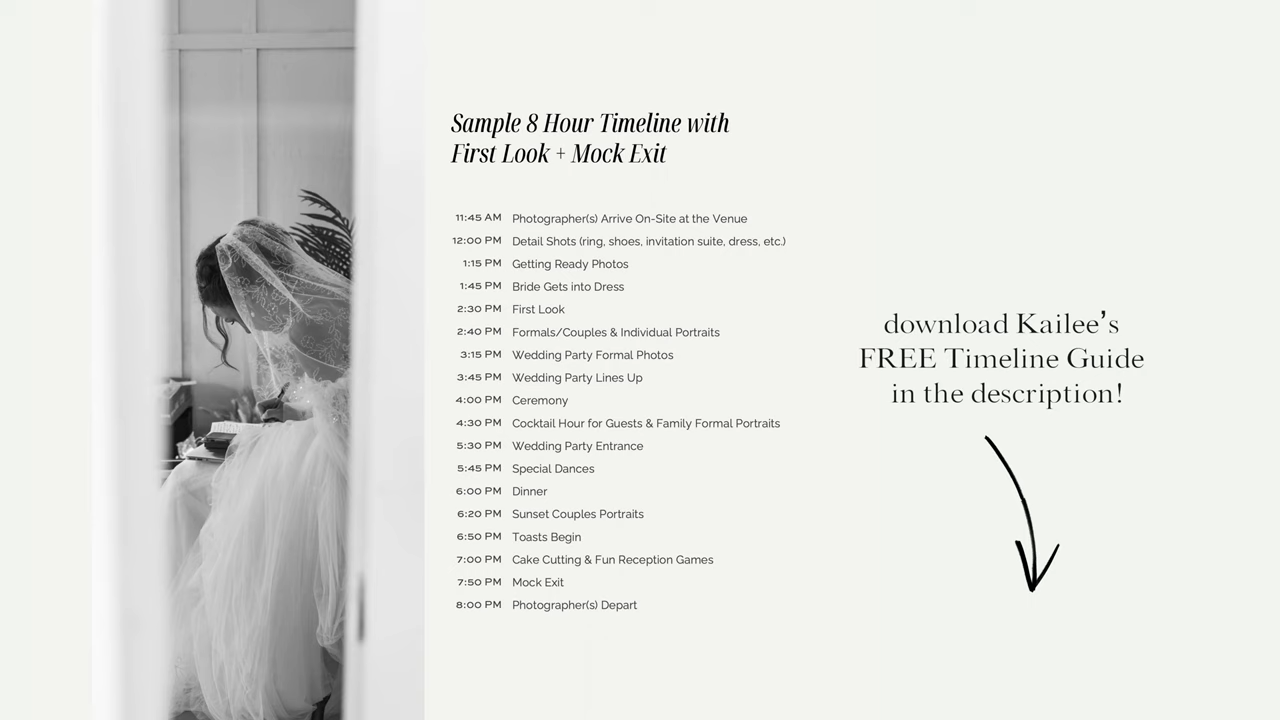 Sample 8 Hour Timeline with
First Look + Mock Exit
11:45 AM Photographer(s) Arrive On-Site at the Venue
12:00 PM Detail Shots (ring, shoes, invitation suite, dress, etc.)
1:15 PM Getting Ready Photos
1:45 PM Bride Gets into Dress
2:30 PM First Look
2:40 PM Formals/Couples & Individual Portraits
3:15 PM Wedding Party Formal Photos
3:45 PM Wedding Party Lines Up
4:00 PM Ceremony
4:30 PM Cocktail Hour for Guests & Family Formal Portraits
5:30 PM Wedding Party Entrance
5:45 PM Special Dances
6:00 PM Dinner
6:20 PM Sunset Couples Portraits
6:50 PM Toasts Begin
7:00 PM Cake Cutting & Fun Reception Games
7:50 PM Mock Exit
8:00 PM Photographer(s) Depart
download Kailee's
FREE Timeline Guide
in the description!